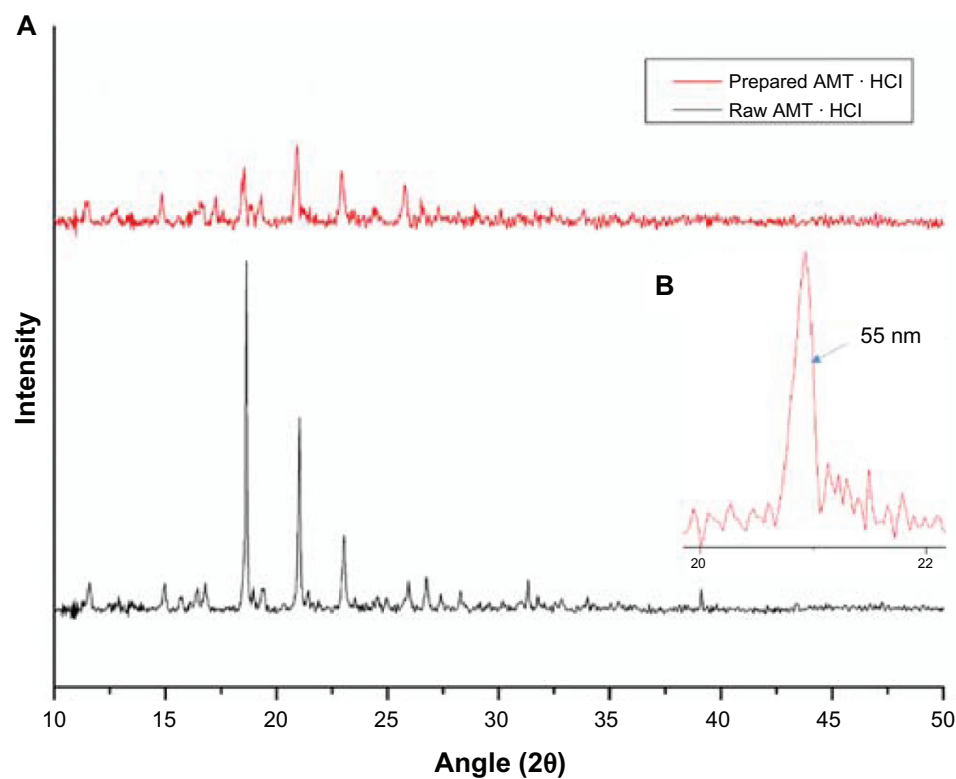 A
Prepared AMT · HCl
Raw AMT · HCl
B
55 nm
20 22
Intensity
10 15 20 25 30 35 40 45 50
Angle (2θ)